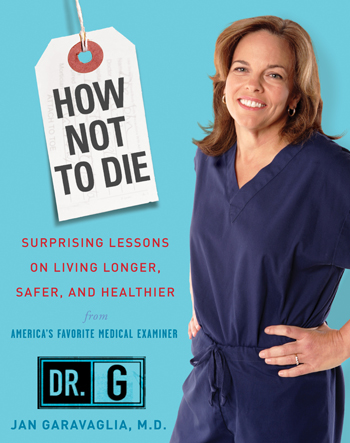 HOW
NOT
TO DIE
SURPRISING LESSONS
ON LIVING LONGER,
SAFER, AND HEALTHIER
from
AMERICA'S FAVORITE MEDICAL EXAMINER
DR. G
JAN GARAVAGLIA, M.D.